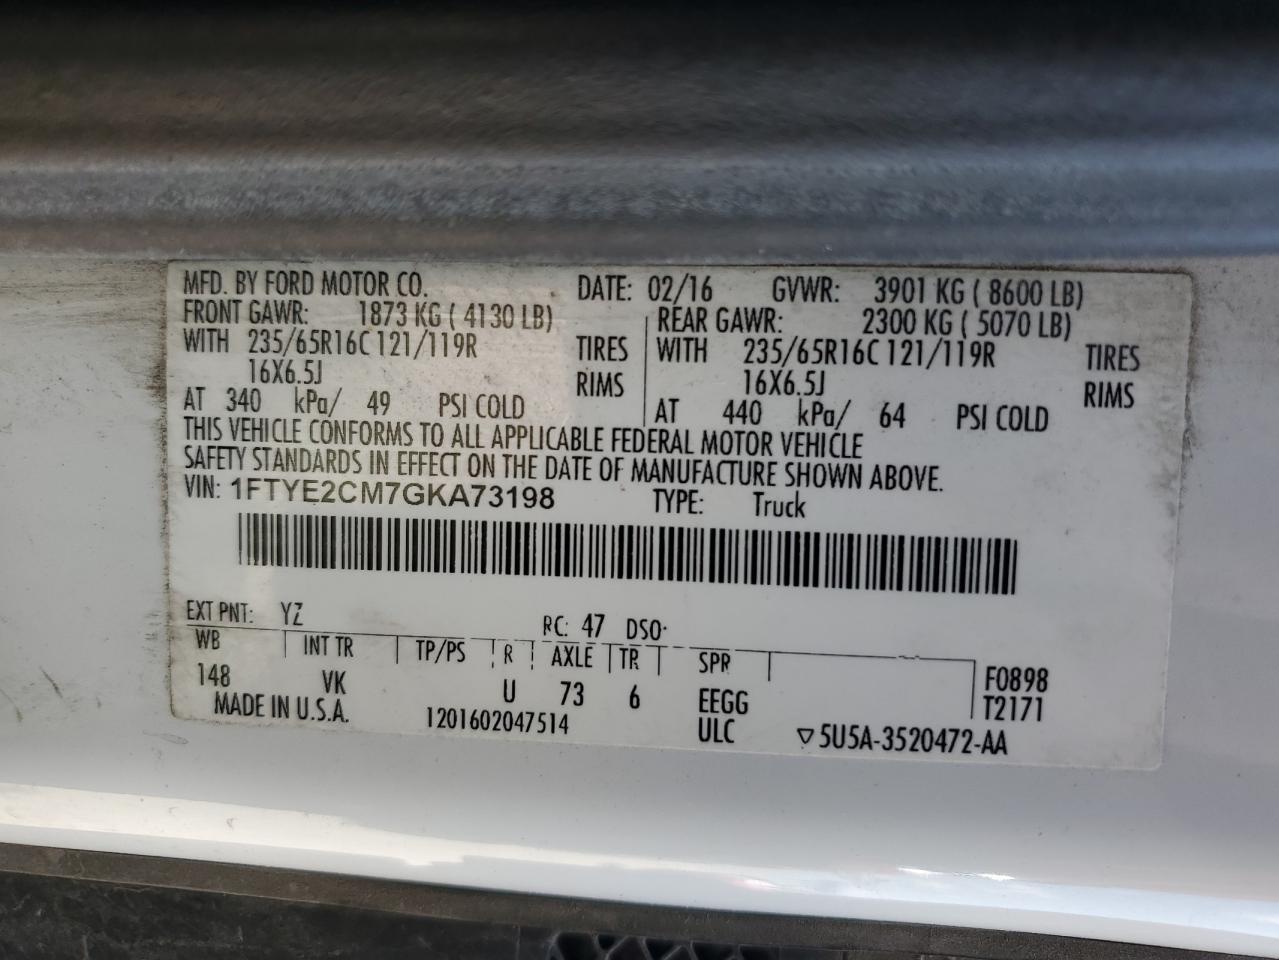 MFD. BY FORD MOTOR CO. DATE: 02/16 GVWR: 3901 KG ( 8600 LB)
FRONT GAWR: 1873 KG ( 4130 LB) REAR GAWR: 2300 KG ( 5070 LB)
WITH 235/65R16C 121/119R TIRES WITH 235/65R16C 121/119R TIRES
16X6.5J RIMS 16X6.5J RIMS
AT 340 kPa/ 49 PSI COLD AT 440 kPa/ 64 PSI COLD
THIS VEHICLE CONFORMS TO ALL APPLICABLE FEDERAL MOTOR VEHICLE
SAFETY STANDARDS IN EFFECT ON THE DATE OF MANUFACTURE SHOWN ABOVE.
VIN: 1FTYE2CM7GKA73198 TYPE: Truck
EXT PNT: YZ RC: 47 DSO:
WB INT TR TP/PS R AXLE TR SPR F0898
148 VK U 73 6 EEGG T2171
MADE IN U.S.A. 1201602047514 ULC ▽5U5A-3520472-AA